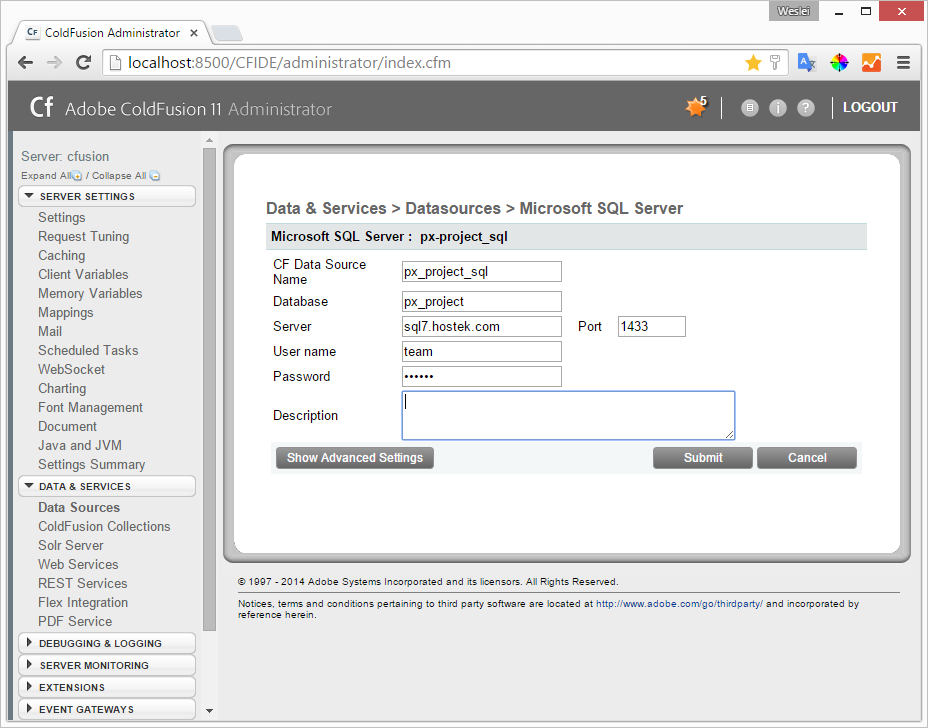 Weslei
Cf ColdFusion Administrator
localhost:8500/CFIDE/administrator/index.cfm
Cf Adobe ColdFusion 11 Administrator
5
LOGOUT
Server: cfusion
Expand All / Collapse All
SERVER SETTINGS
Settings
Request Tuning
Caching
Client Variables
Memory Variables
Mappings
Mail
Scheduled Tasks
WebSocket
Charting
Font Management
Document
Java and JVM
Settings Summary
DATA & SERVICES
Data Sources
ColdFusion Collections
Solr Server
Web Services
REST Services
Flex Integration
PDF Service
DEBUGGING & LOGGING
SERVER MONITORING
EXTENSIONS
EVENT GATEWAYS
Data & Services > Datasources > Microsoft SQL Server
Microsoft SQL Server : px-project_sql
CF Data Source
Name
px_project_sql
Database px_project
Server sql7.hostek.com Port 1433
User name team
Password ••••••
Description
Show Advanced Settings Submit Cancel
© 1997 - 2014 Adobe Systems Incorporated and its licensors. All Rights Reserved.
Notices, terms and conditions pertaining to third party software are located at http://www.adobe.com/go/thirdparty/ and incorporated by
reference herein.